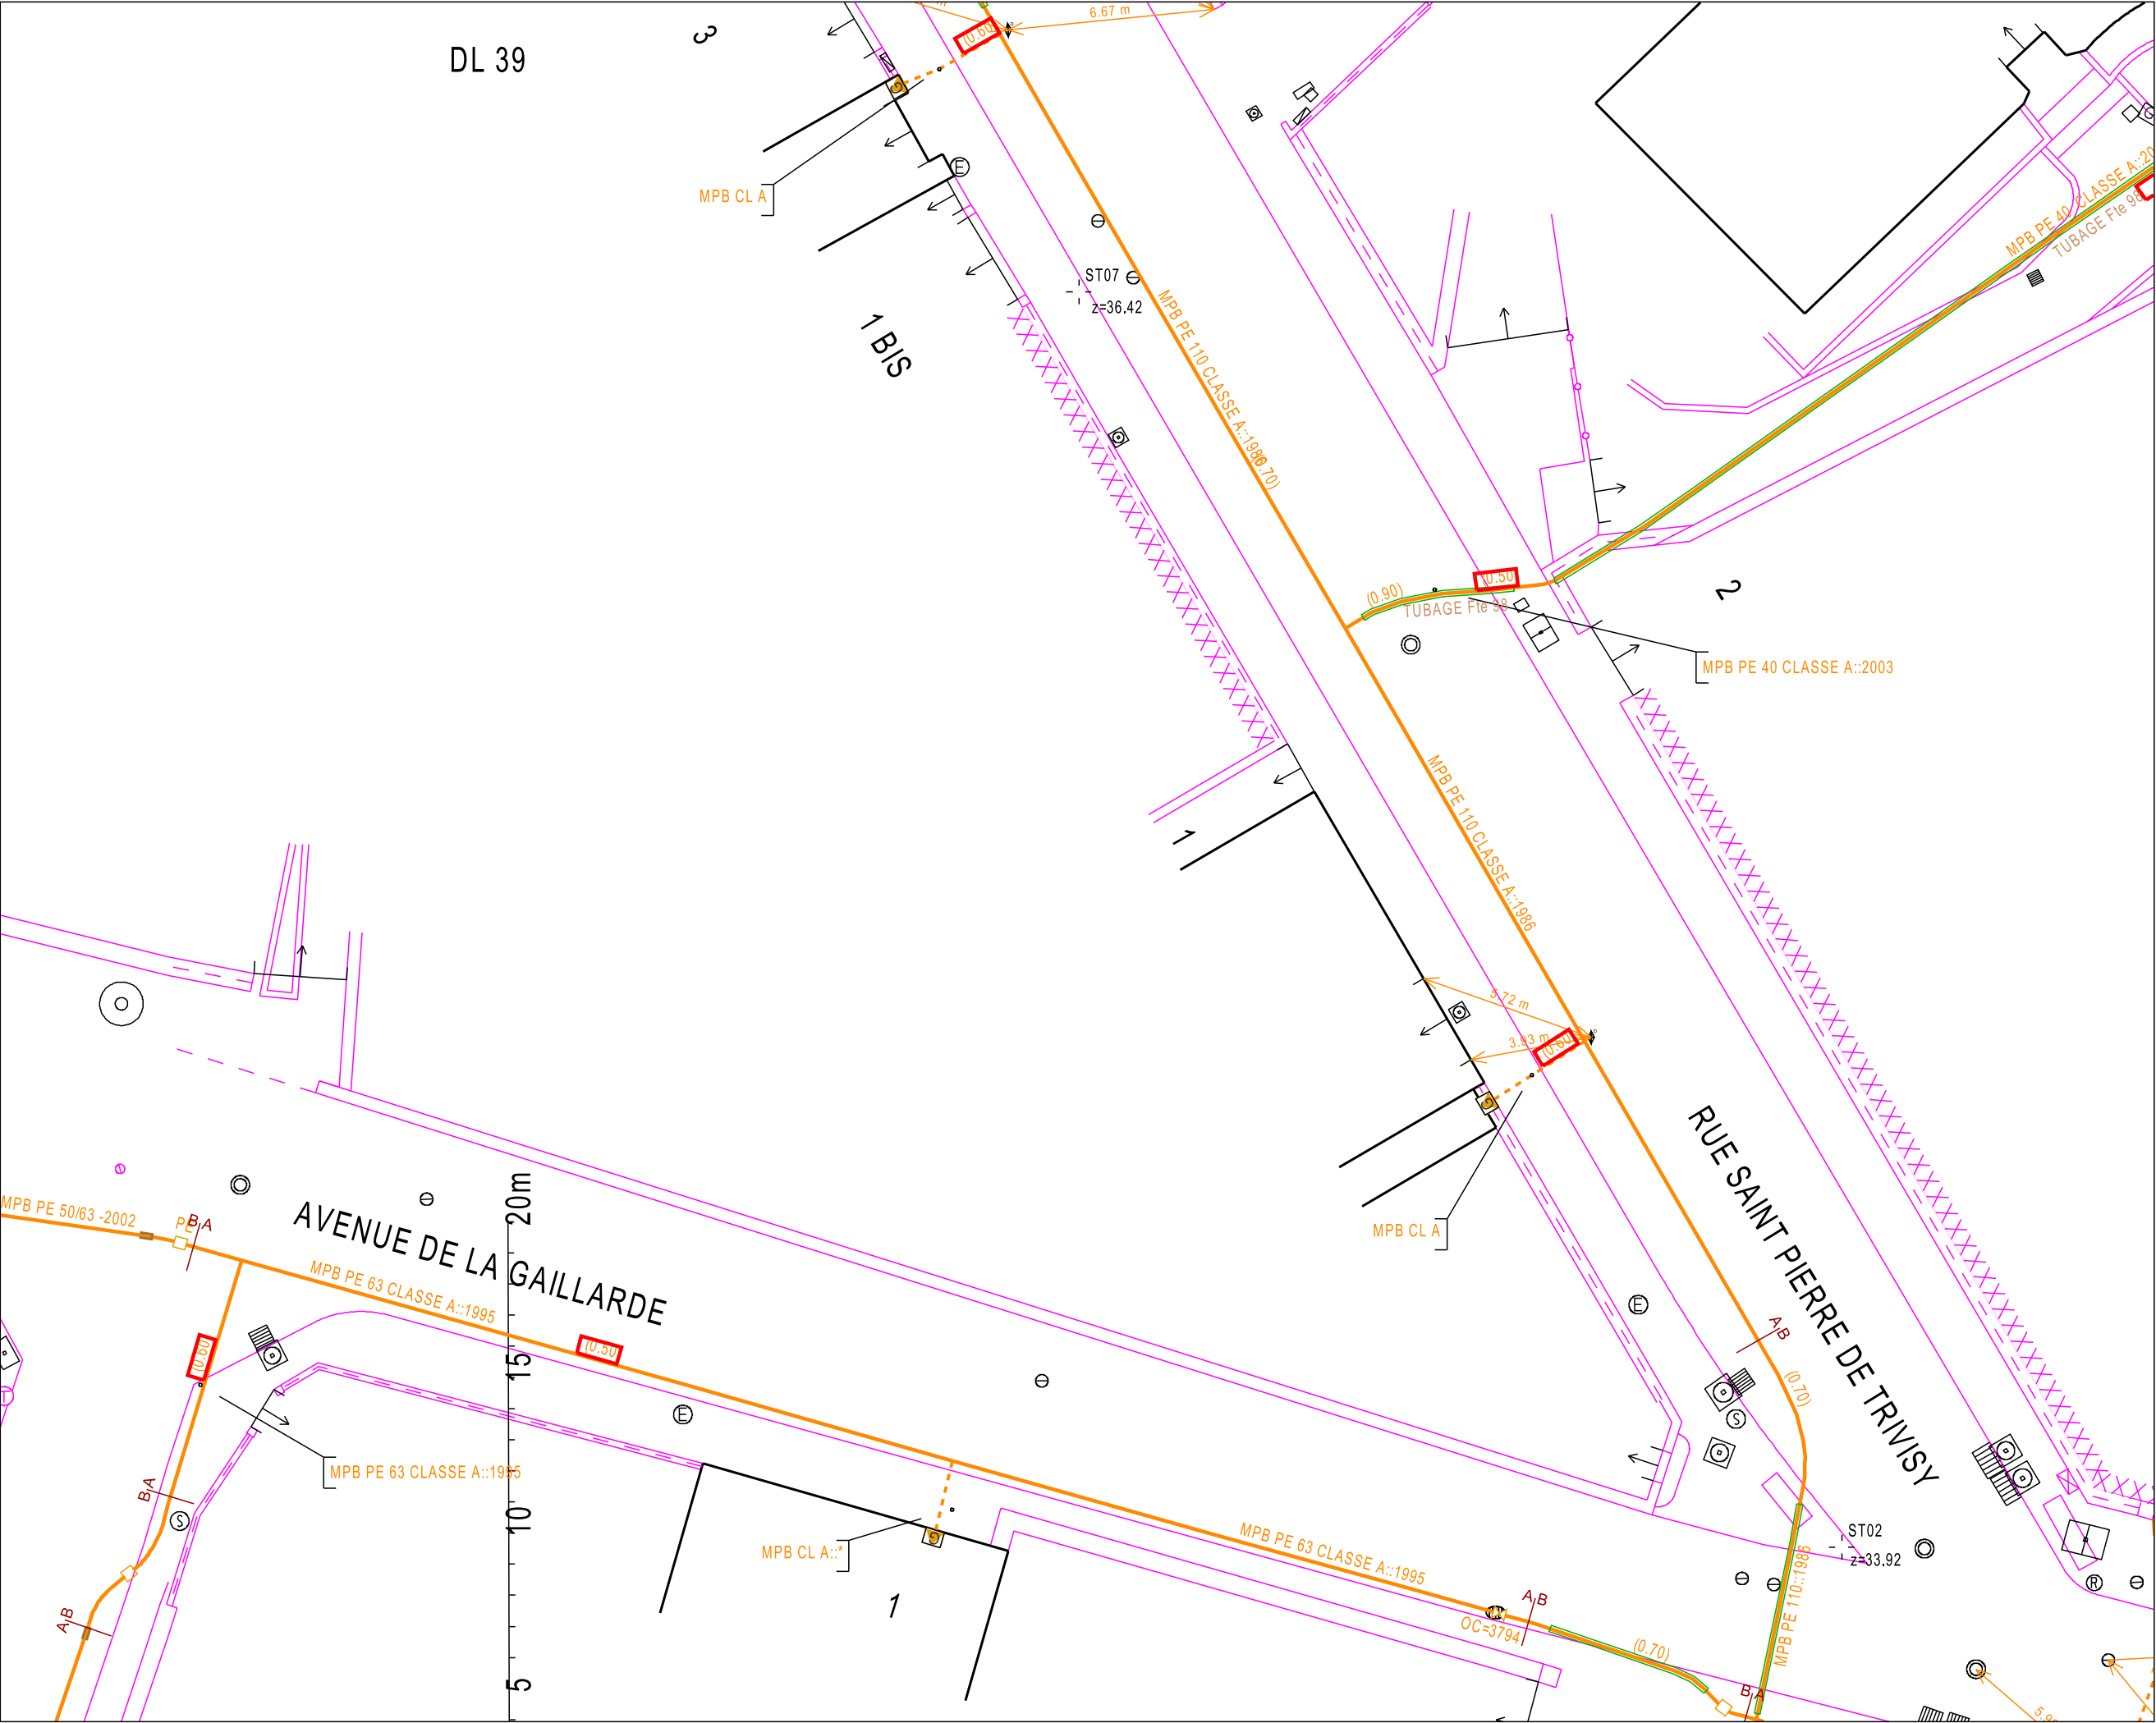 DL 39
3
6.67 m
(0.60)
MPB CL A
E
ST07
z=36.42
1 BIS
MPB PE 110 CLASSE A::1986
(0.70)
MPB PE 40 CLASSE A::20
TUBAGE Fte 98
(0.90)
(0.50
TUBAGE Fte 98
2
MPB PE 40 CLASSE A::2003
1
MPB PE 110 CLASSE A::1986
5.72 m
3.93 m
(0.60)
MPB CL A
RUE SAINT PIERRE DE TRIVISY
20m
MPB PE 50/63 -2002
PE
B A
AVENUE DE LA GAILLARDE
MPB PE 63 CLASSE A::1995
(0.60)
(0.50
15
E
E
A B
(0.70)
S
T
MPB PE 63 CLASSE A::1995
B A
S
10
MPB CL A::*
1
MPB PE 63 CLASSE A::1995
ST02
z=33.92
R
A B
A B
OC=3794
(0.70)
MPB PE 110::1986
5
B A